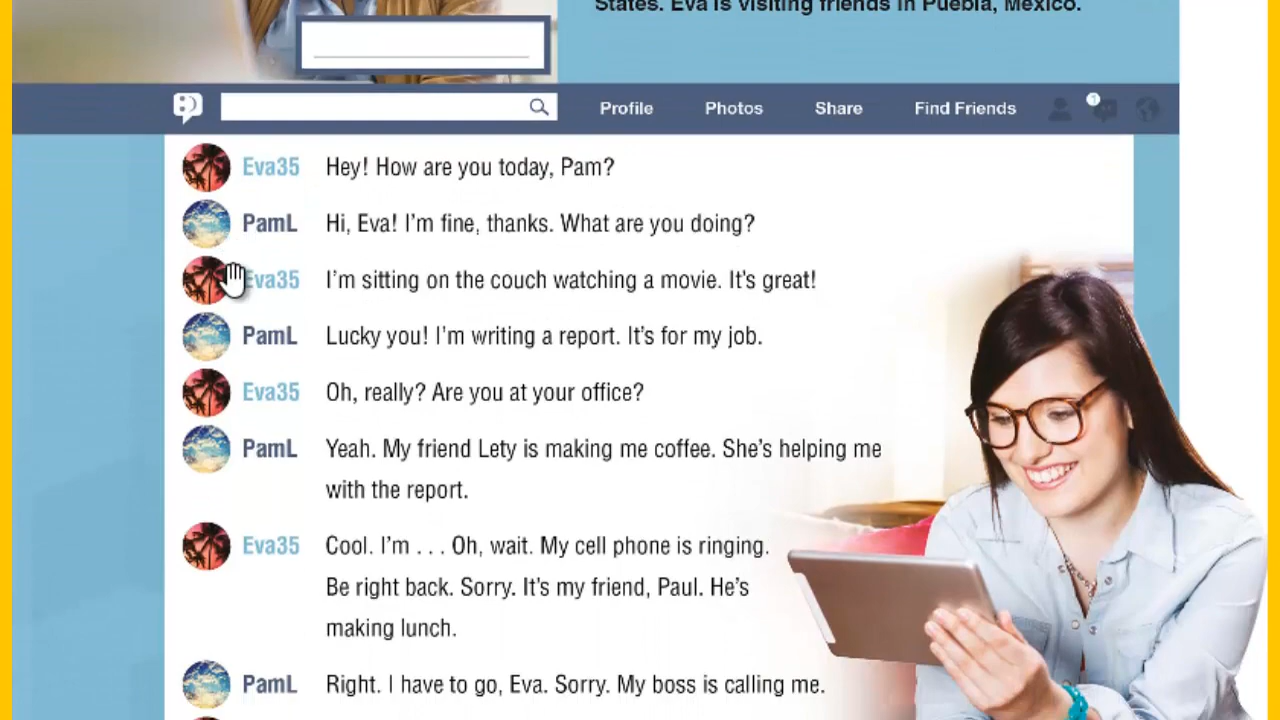 States. Eva is visiting friends in Puebla, Mexico.
Profile Photos Share Find Friends
1
Eva35 Hey! How are you today, Pam?
PamL Hi, Eva! I'm fine, thanks. What are you doing?
Eva35 I'm sitting on the couch watching a movie. It's great!
PamL Lucky you! I'm writing a report. It's for my job.
Eva35 Oh, really? Are you at your office?
PamL Yeah. My friend Lety is making me coffee. She's helping me
with the report.
Eva35 Cool. I'm . . . Oh, wait. My cell phone is ringing.
Be right back. Sorry. It's my friend, Paul. He's
making lunch.
PamL Right. I have to go, Eva. Sorry. My boss is calling me.